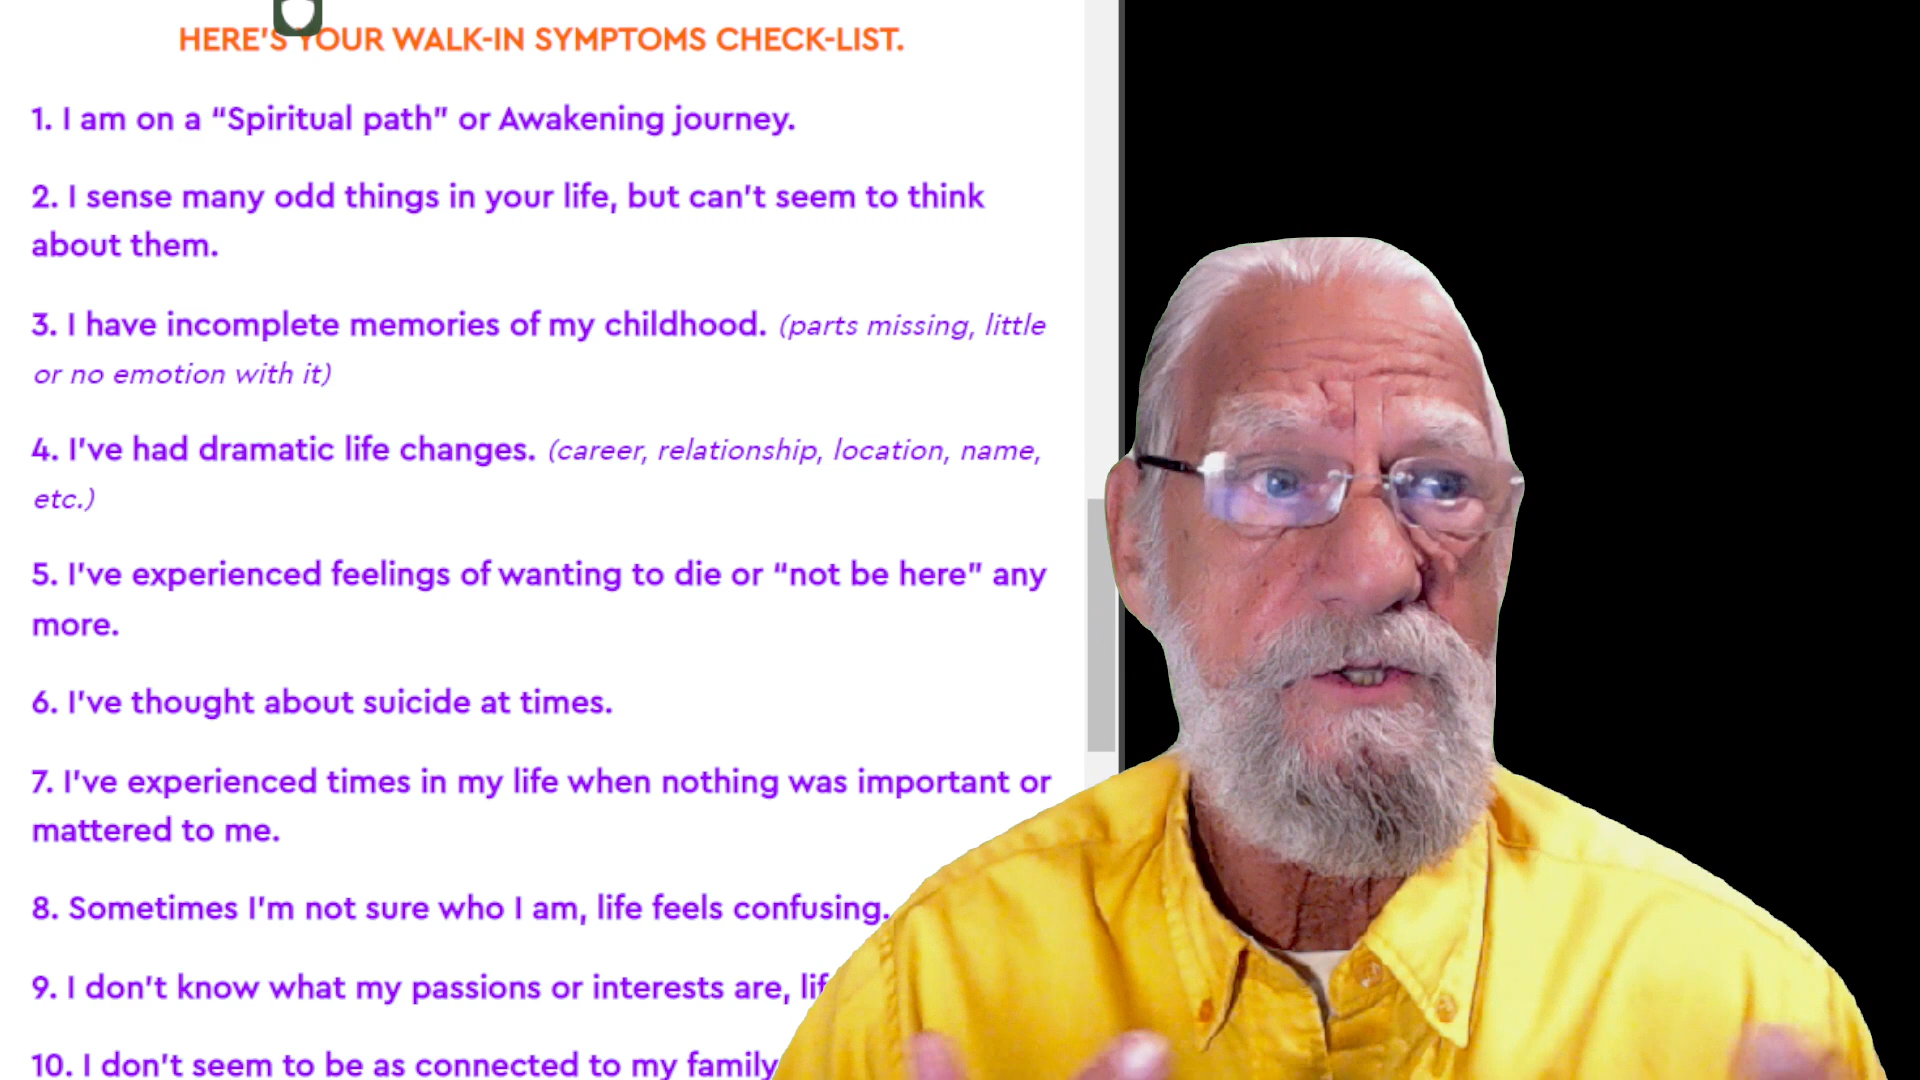 HERE'S YOUR WALK-IN SYMPTOMS CHECK-LIST.
1. I am on a “Spiritual path” or Awakening journey.
2. I sense many odd things in your life, but can't seem to think
about them.
3. I have incomplete memories of my childhood. (parts missing, little
or no emotion with it)
4. I've had dramatic life changes. (career, relationship, location, name,
etc.)
5. I've experienced feelings of wanting to die or “not be here” any
more.
6. I've thought about suicide at times.
7. I've experienced times in my life when nothing was important or
mattered to me.
8. Sometimes I'm not sure who I am, life feels confusing.
9. I don't know what my passions or interests are,
10. I don't seem to be as connected to my family